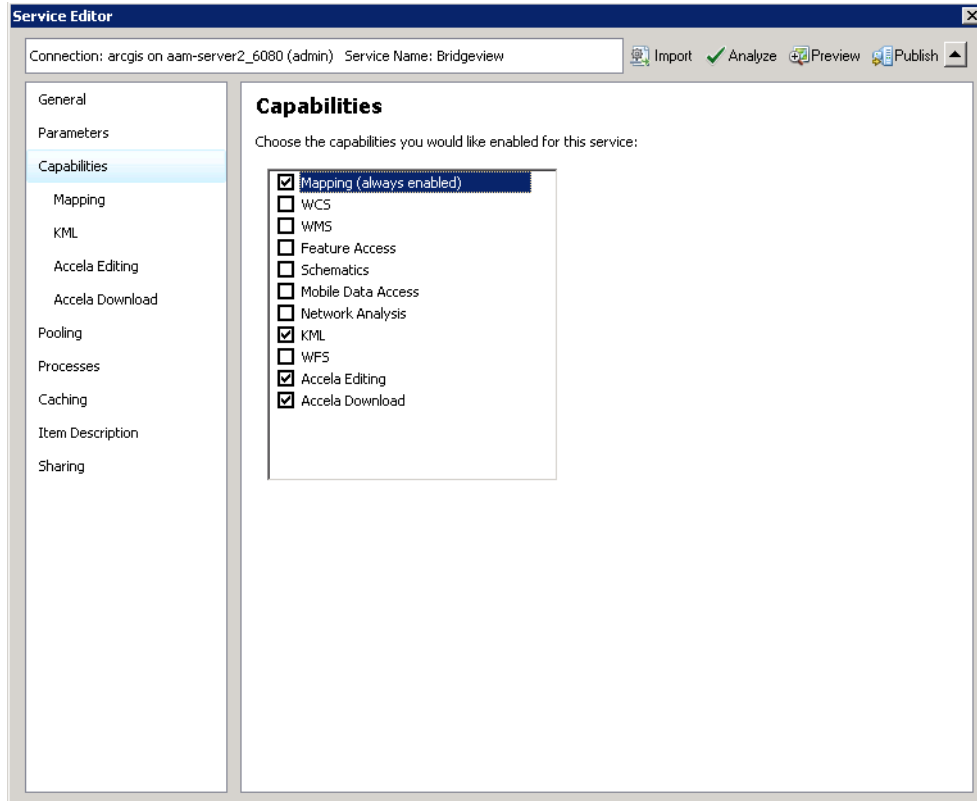 Service Editor
Connection: arcgis on aam-server2_6080 (admin) Service Name: Bridgeview
Import Analyze Preview Publish
General
Parameters
Capabilities
Mapping
KML
Accela Editing
Accela Download
Pooling
Processes
Caching
Item Description
Sharing
Capabilities
Choose the capabilities you would like enabled for this service:
Mapping (always enabled)
WCS
WMS
Feature Access
Schematics
Mobile Data Access
Network Analysis
KML
WFS
Accela Editing
Accela Download